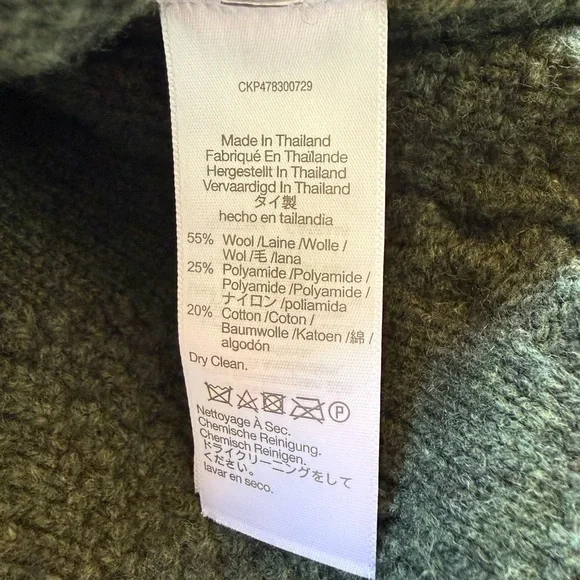 CKP478300729
Made In Thailand
Fabriqué En Thaïlande
Hergestellt In Thailand
Vervaardigd In Thailand
タイ製
hecho en tailandia
55% Wool /Laine /Wolle /
Wol /毛 /lana
25% Polyamide /Polyamide /
Polyamide /Polyamide /
ナイロン /poliamida
20% Cotton /Coton /
Baumwolle /Katoen /綿 /
algodón
Dry Clean.
P
Nettoyage À Sec.
Chemische Reinigung.
Chemisch Reinigen.
ドライクリーニングをして
ください。
lavar en seco.